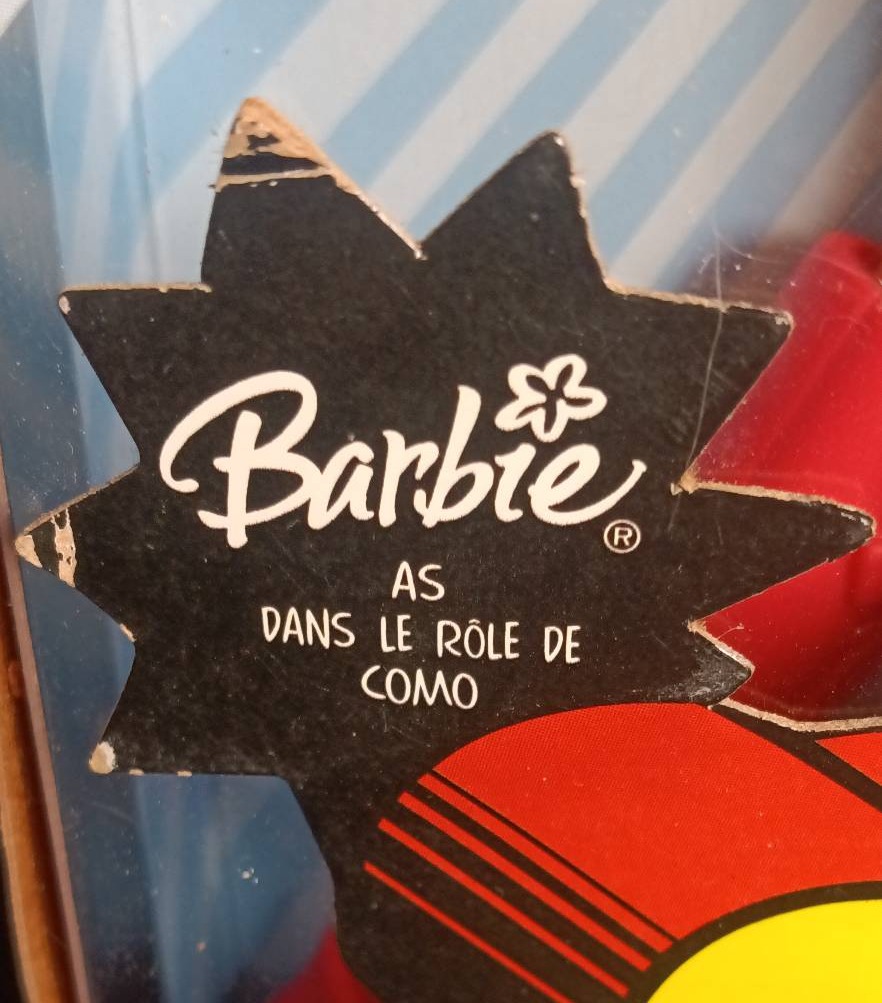 Barbie®
AS
DANS LE RÔLE DE
COMO